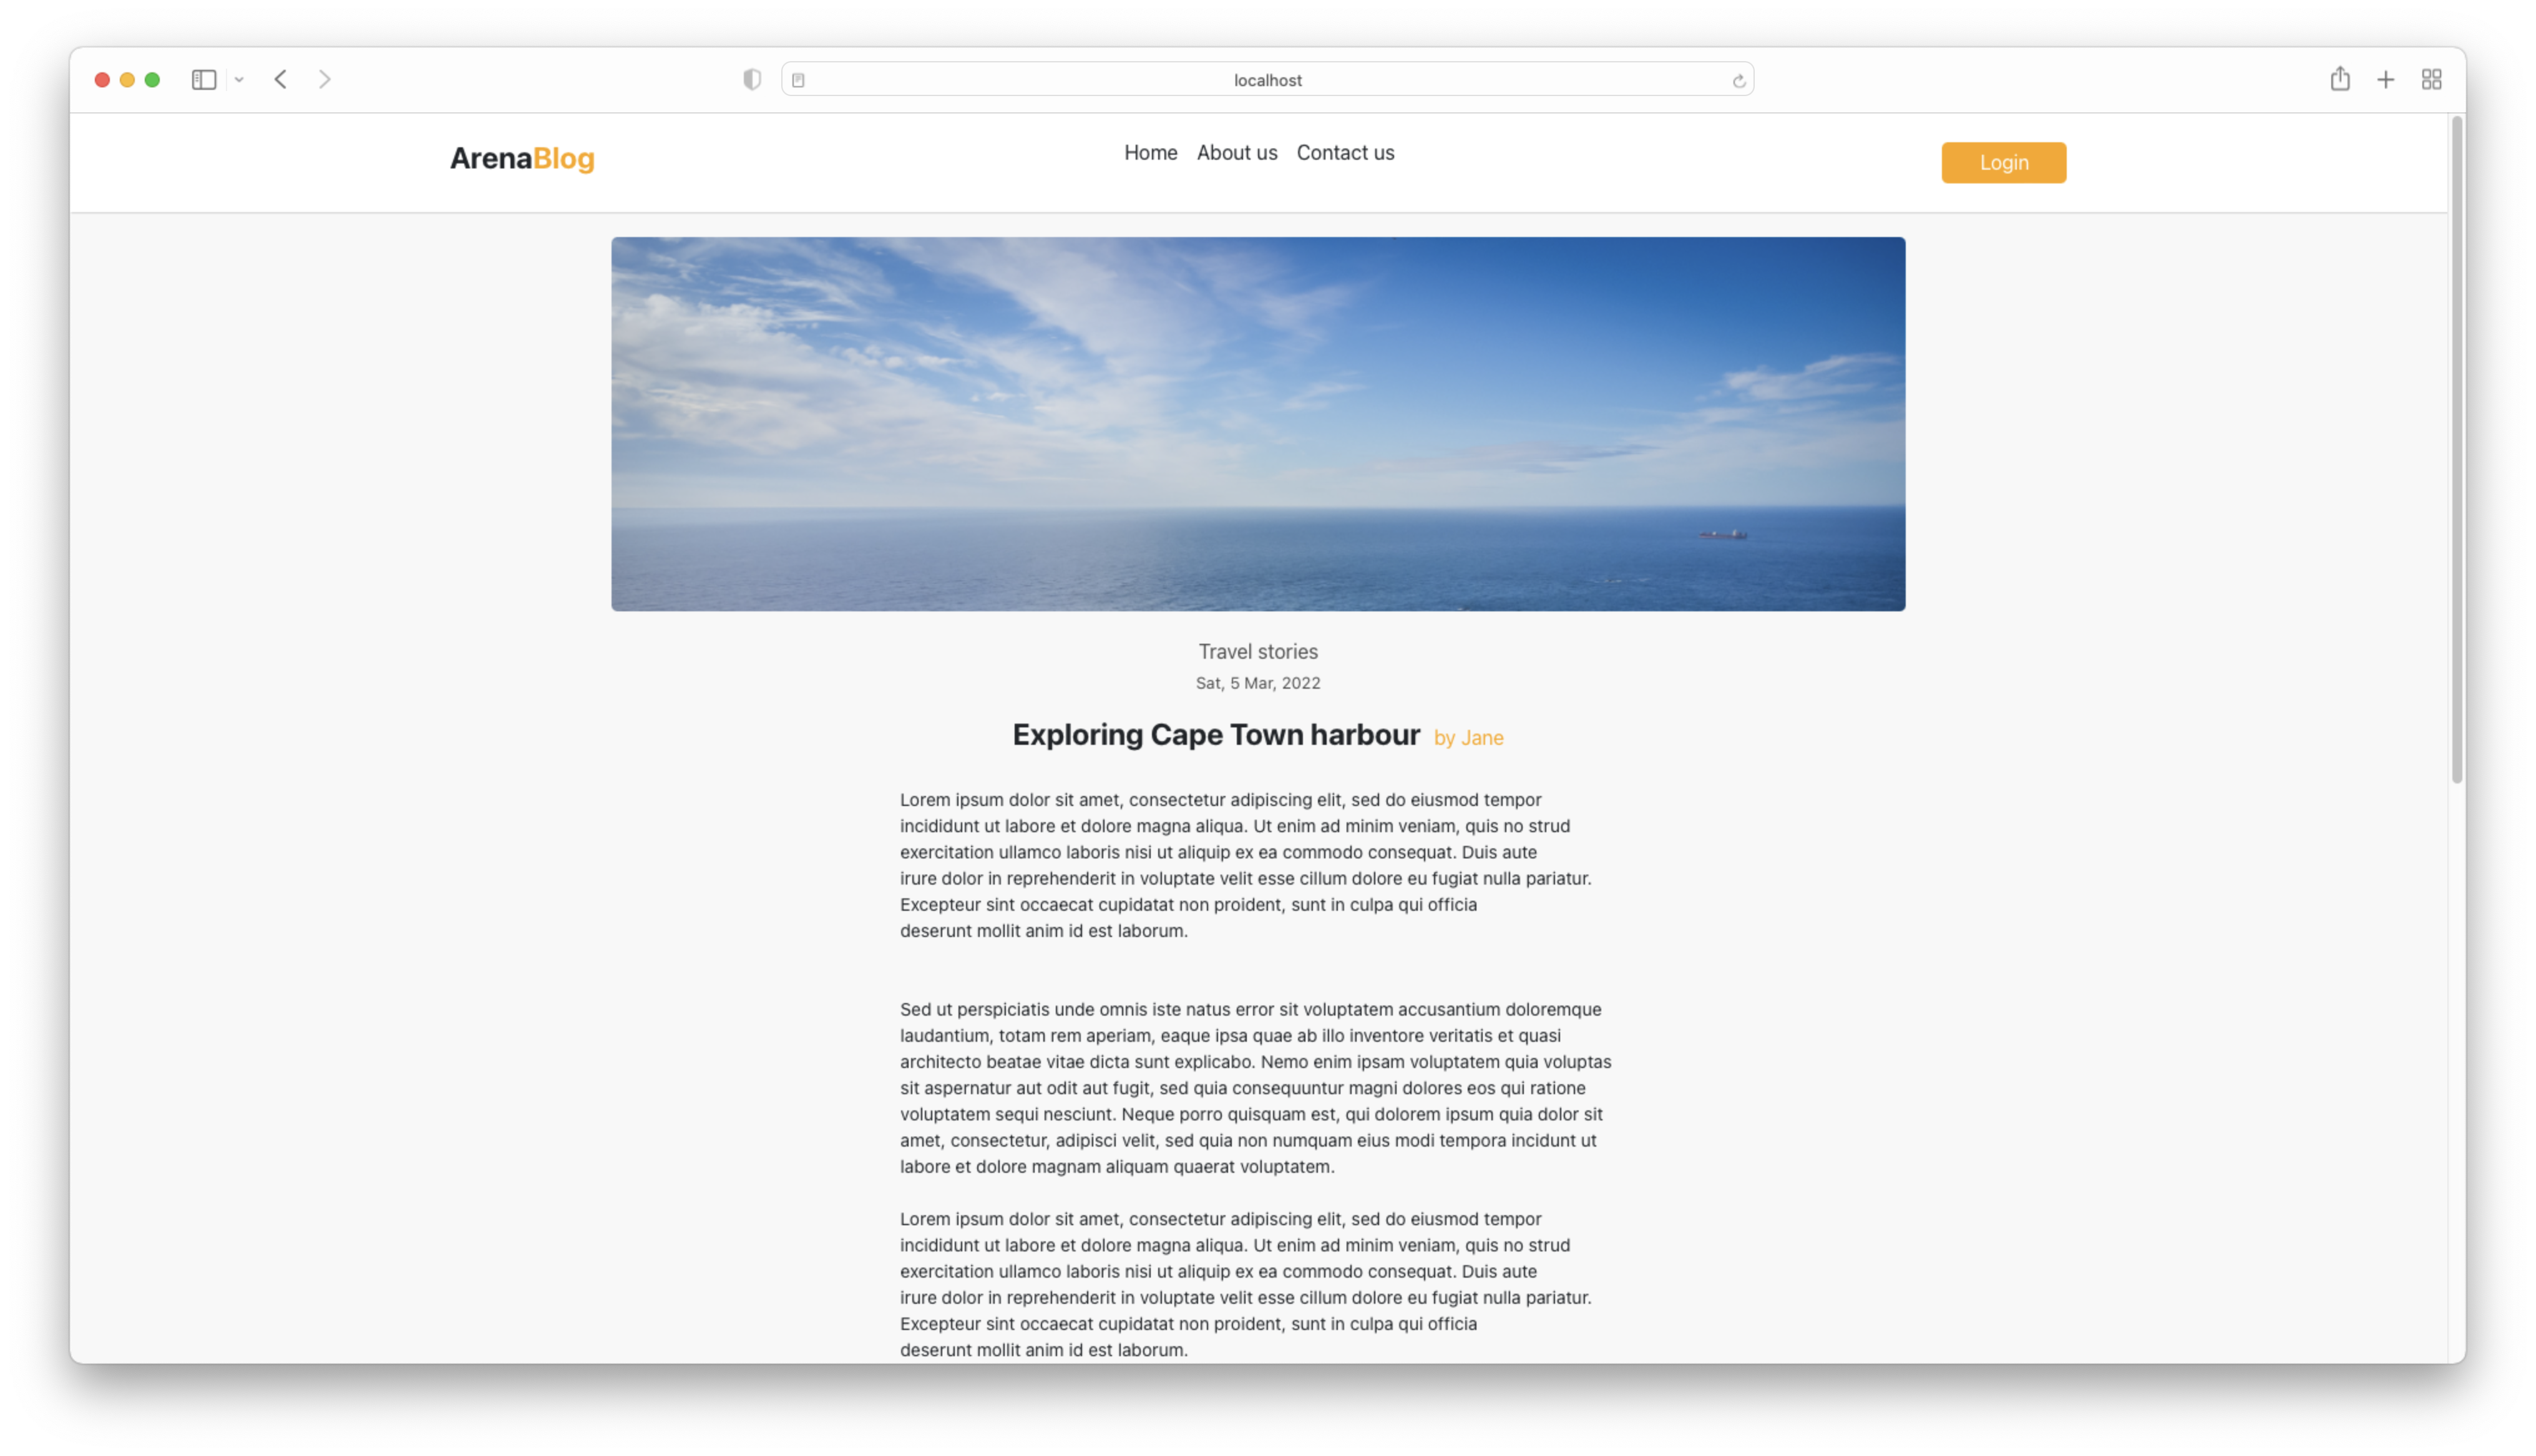 localhost
ArenaBlog
Home About us Contact us
Login
Travel stories
Sat, 5 Mar, 2022
Exploring Cape Town harbour by Jane
Lorem ipsum dolor sit amet, consectetur adipiscing elit, sed do eiusmod tempor
incididunt ut labore et dolore magna aliqua. Ut enim ad minim veniam, quis no strud
exercitation ullamco laboris nisi ut aliquip ex ea commodo consequat. Duis aute
irure dolor in reprehenderit in voluptate velit esse cillum dolore eu fugiat nulla pariatur.
Excepteur sint occaecat cupidatat non proident, sunt in culpa qui officia
deserunt mollit anim id est laborum.
Sed ut perspiciatis unde omnis iste natus error sit voluptatem accusantium doloremque
laudantium, totam rem aperiam, eaque ipsa quae ab illo inventore veritatis et quasi
architecto beatae vitae dicta sunt explicabo. Nemo enim ipsam voluptatem quia voluptas
sit aspernatur aut odit aut fugit, sed quia consequuntur magni dolores eos qui ratione
voluptatem sequi nesciunt. Neque porro quisquam est, qui dolorem ipsum quia dolor sit
amet, consectetur, adipisci velit, sed quia non numquam eius modi tempora incidunt ut
labore et dolore magnam aliquam quaerat voluptatem.
Lorem ipsum dolor sit amet, consectetur adipiscing elit, sed do eiusmod tempor
incididunt ut labore et dolore magna aliqua. Ut enim ad minim veniam, quis no strud
exercitation ullamco laboris nisi ut aliquip ex ea commodo consequat. Duis aute
irure dolor in reprehenderit in voluptate velit esse cillum dolore eu fugiat nulla pariatur.
Excepteur sint occaecat cupidatat non proident, sunt in culpa qui officia
deserunt mollit anim id est laborum.